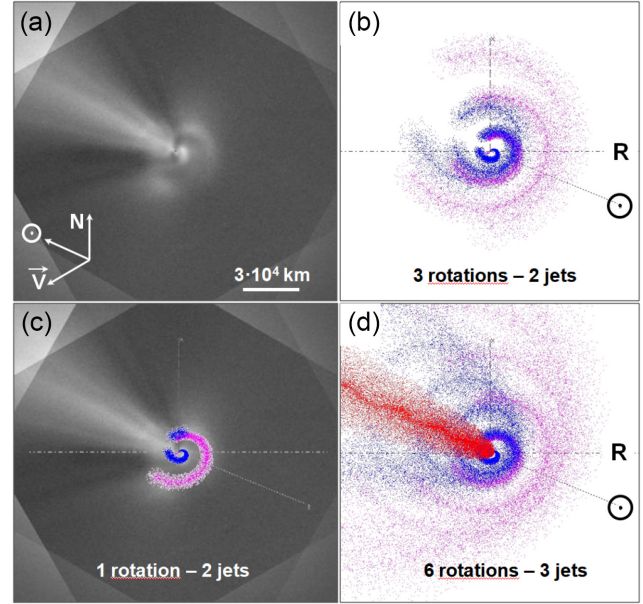 (a)
N
V
3·10⁴ km
(b)
R
3 rotations – 2 jets
(c)
1 rotation – 2 jets
(d)
R
6 rotations – 3 jets